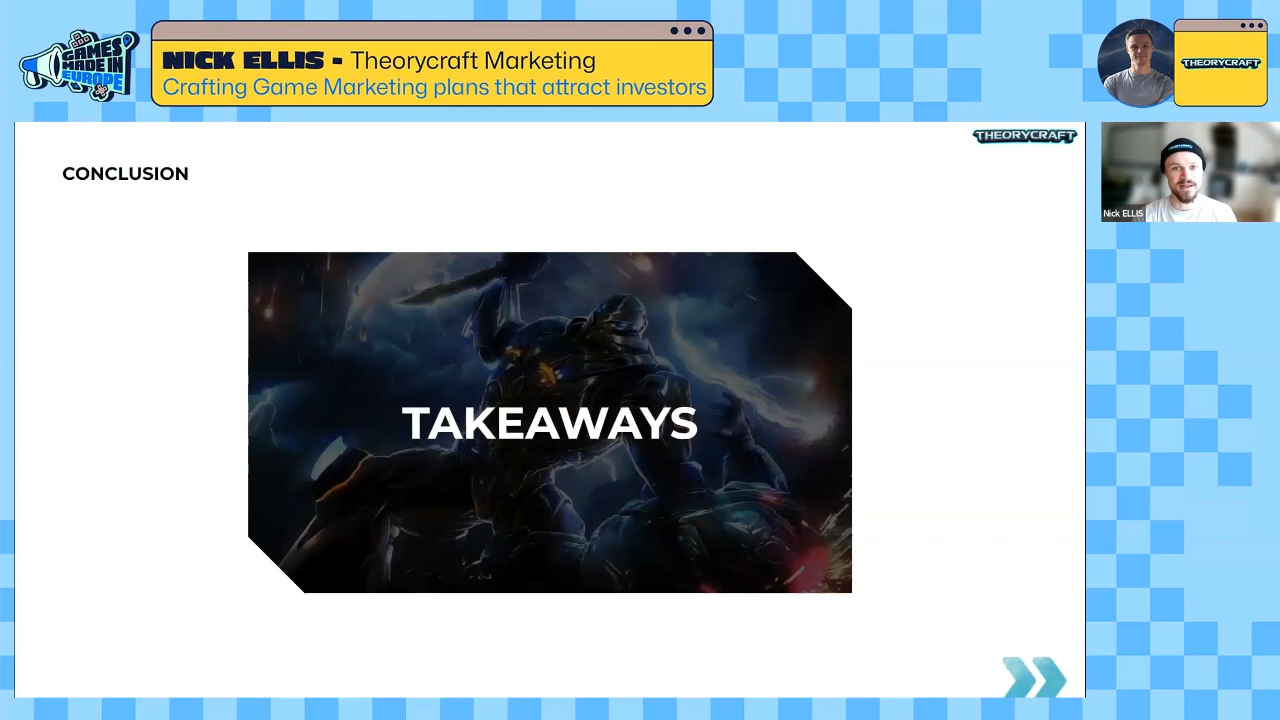 GAMES
MADE IN
EUROPE
NICK ELLIS - Theorycraft Marketing
Crafting Game Marketing plans that attract investors
THEORYCRAFT
THEORYCRAFT
CONCLUSION
Nick ELLIS
TAKEAWAYS